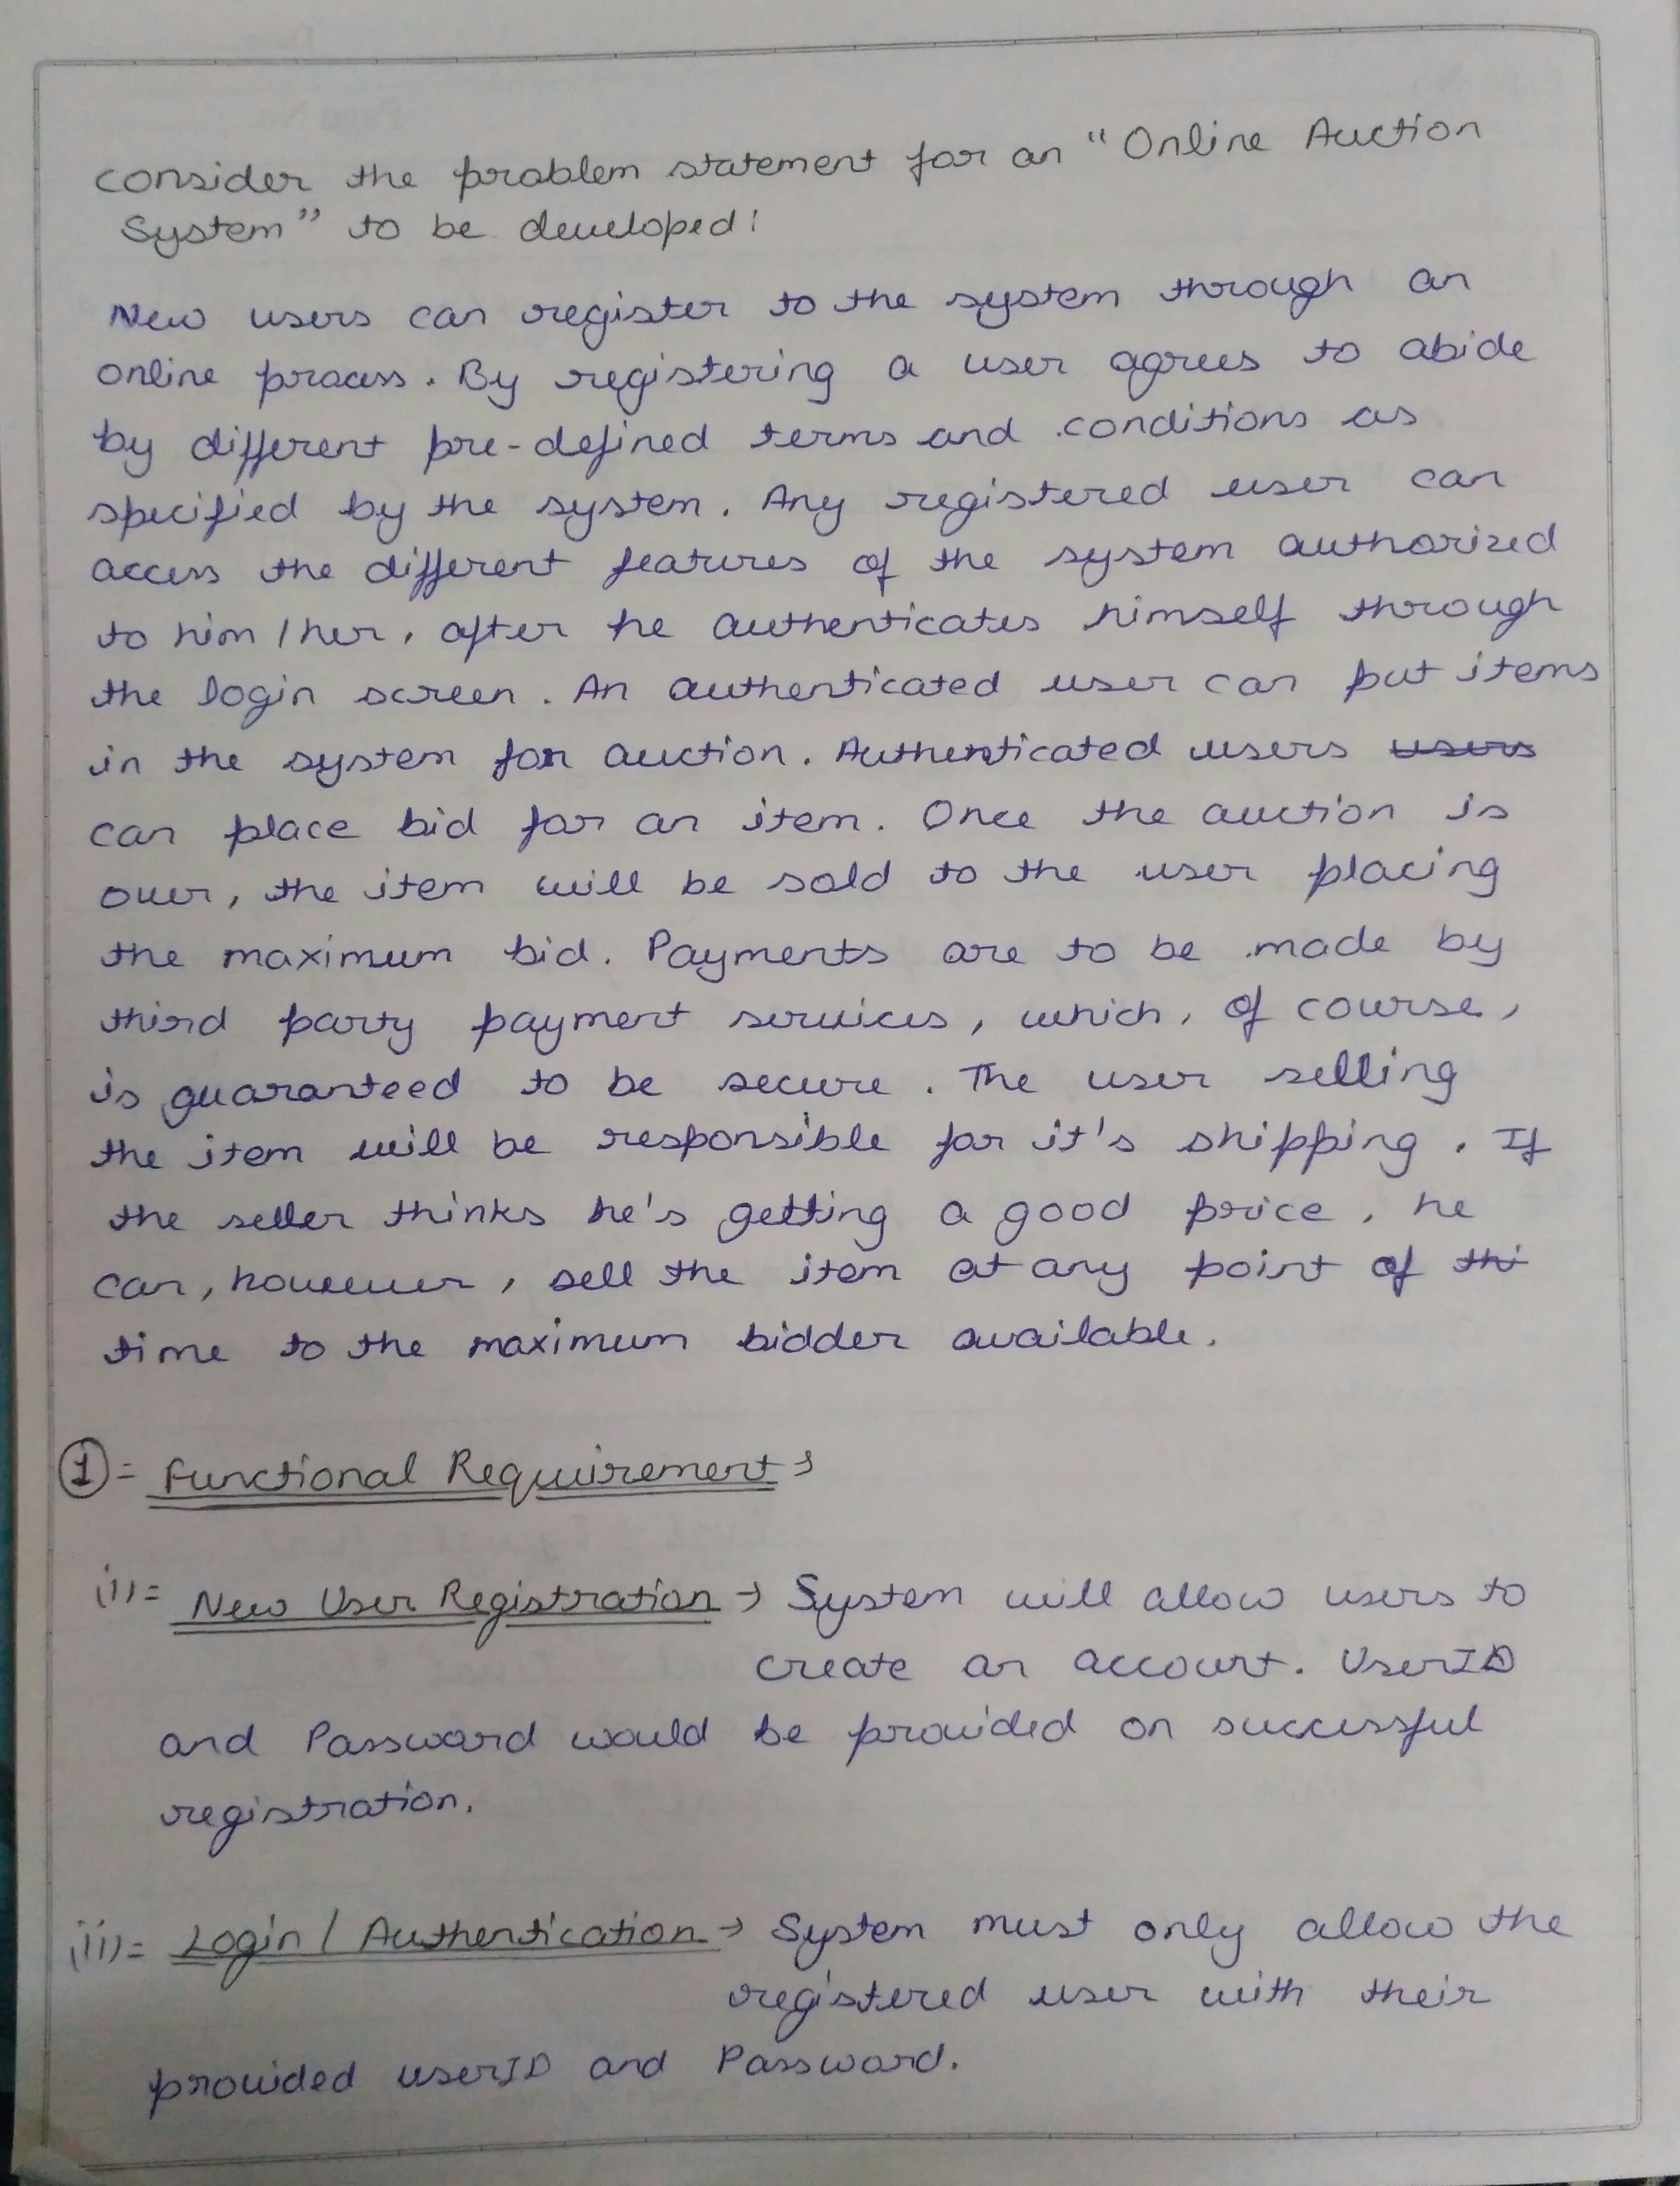 consider the problem statement for an "Online Auction
System" to be developed:
New users can register to the system through an
online process. By registering a user agrees to abide
by different pre-defined terms and conditions as
specified by the system. Any registered user can
access the different features of the system authorized
to him/her, after he authenticates himself through
the login screen. An authenticated user can put items
in the system for auction. Authenticated users users
can place bid for an item. Once the auction is
over, the item will be sold to the user placing
the maximum bid. Payments are to be made by
third party payment services, which, of course,
is guaranteed to be secure. The user selling
the item will be responsible for it's shipping. If
the seller thinks he's getting a good price, he
can, however, sell the item at any point of thi
time to the maximum bidder available.
1= Functional Requirement→
(i)= New User Registration → System will allow users to
create an account. UserID
and Password would be provided on successful
registration.
(ii)= Login / Authentication → System must only allow the
registered user with their
provided userID and Password.